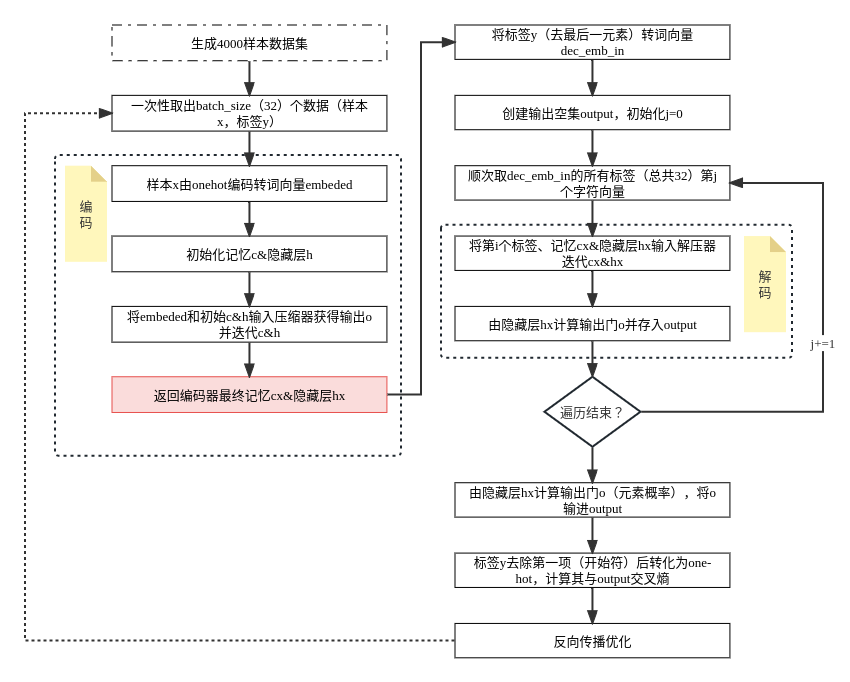 生成4000样本数据集
一次性取出batch_size（32）个数据（样本
x，标签y）
编
码
样本x由onehot编码转词向量embeded
初始化记忆c&隐藏层h
将embeded和初始c&h输入压缩器获得输出o
并迭代c&h
返回编码器最终记忆cx&隐藏层hx
将标签y（去最后一元素）转词向量
dec_emb_in
创建输出空集output，初始化j=0
顺次取dec_emb_in的所有标签（总共32）第j
个字符向量
将第i个标签、记忆cx&隐藏层hx输入解压器
迭代cx&hx
解
码
由隐藏层hx计算输出门o并存入output
j+=1
遍历结束？
由隐藏层hx计算输出门o（元素概率），将o
输进output
标签y去除第一项（开始符）后转化为one-
hot，计算其与output交叉熵
反向传播优化